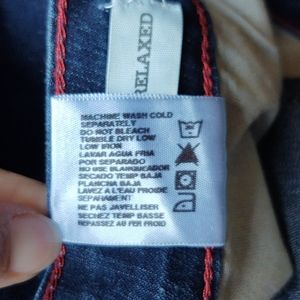 RELAXED
MACHINE WASH COLD
SEPARATELY
DO NOT BLEACH
TUMBLE DRY LOW
LOW IRON
LAVAR AGUA FRIA
POR SEPARADO
NO USE BLANQUEADOR
SECADO TEMP BAJA
PLANCHA BAJA
LAVEZ A L'EAU FROIDE
SEPARAMENT
NE PAS JAVELLISER
SECHEZ TEMP BASSE
REPASSEZ AU FER FROID